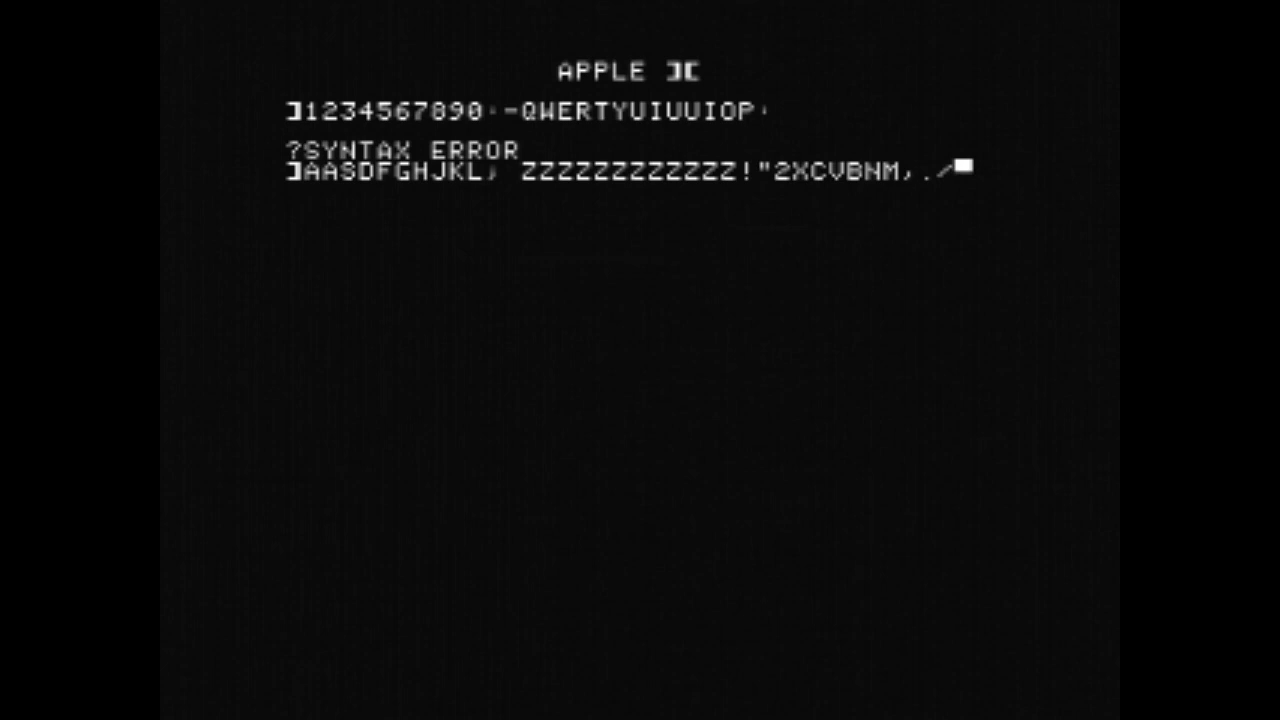 APPLE ][
]1234567890:-QWERTYUIUUIOP
?SYNTAX ERROR
]AASDFGHJKL; ZZZZZZZZZZZZ!"2XCVBNM,./